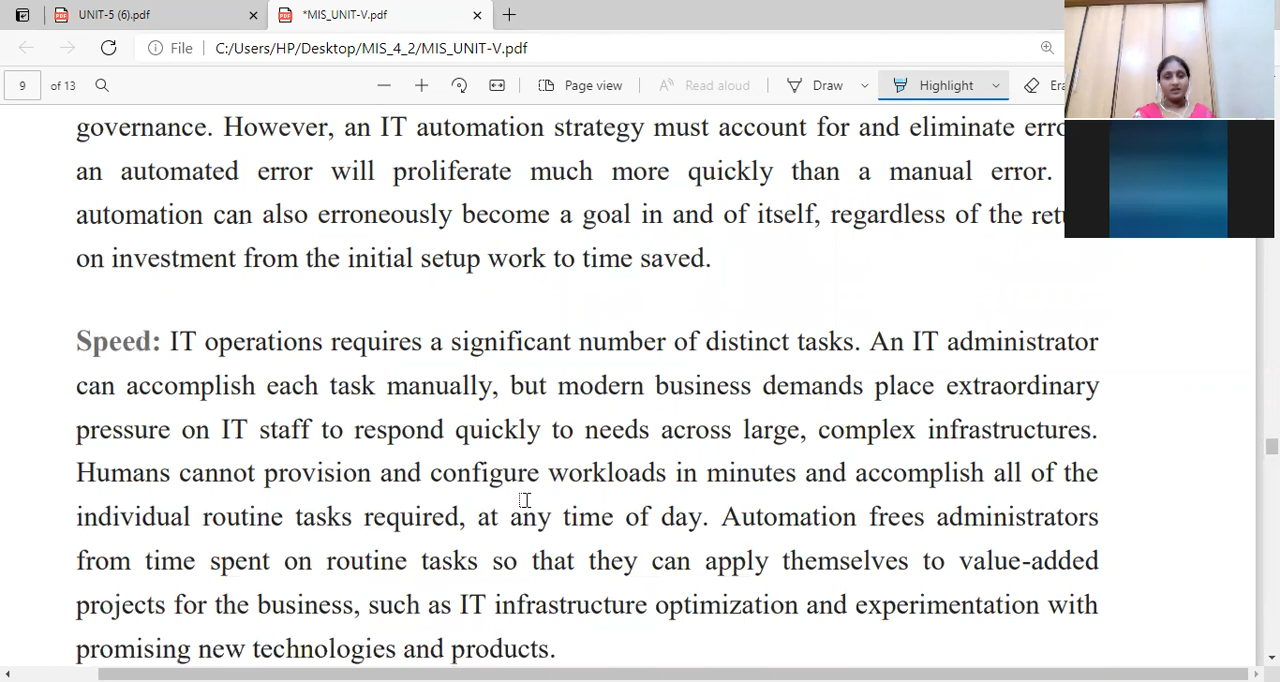 UNIT-5 (6).pdf
*MIS_UNIT-V.pdf
File
C:/Users/HP/Desktop/MIS_4_2/MIS_UNIT-V.pdf
9 of 13
Page view
Read aloud
Draw
Highlight
governance. However, an IT automation strategy must account for and eliminate
an automated error will proliferate much more quickly than a manual error.
automation can also erroneously become a goal in and of itself, regardless of the
on investment from the initial setup work to time saved.
Speed: IT operations requires a significant number of distinct tasks. An IT administrator
can accomplish each task manually, but modern business demands place extraordinary
pressure on IT staff to respond quickly to needs across large, complex infrastructures.
Humans cannot provision and configure workloads in minutes and accomplish all of the
individual routine tasks required, at any time of day. Automation frees administrators
from time spent on routine tasks so that they can apply themselves to value-added
projects for the business, such as IT infrastructure optimization and experimentation with
promising new technologies and products.